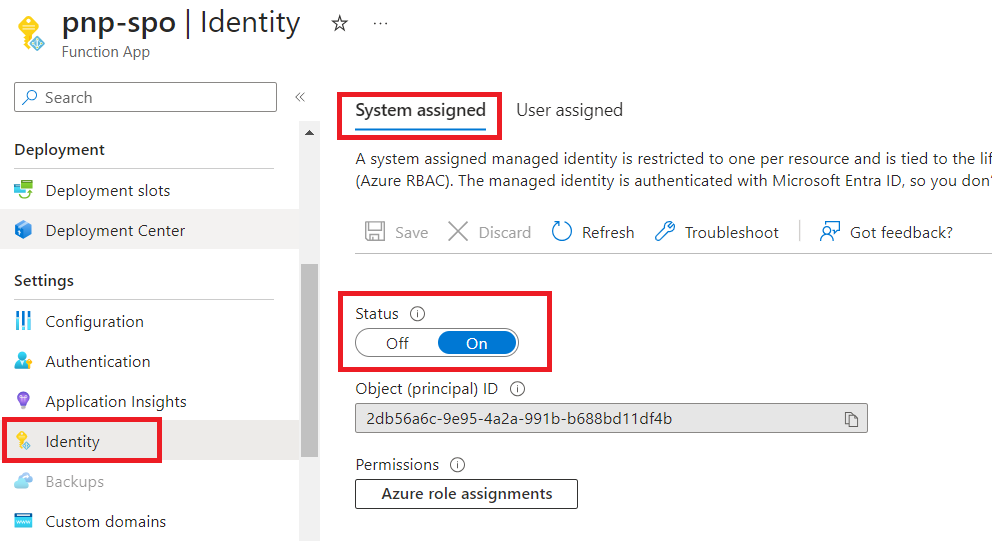 pnp-spo | Identity
Function App
Search
Deployment
Deployment slots
Deployment Center
Settings
Configuration
Authentication
Application Insights
Identity
Backups
Custom domains
System assigned User assigned
A system assigned managed identity is restricted to one per resource and is tied to the
(Azure RBAC). The managed identity is authenticated with Microsoft Entra ID, so you don'
Save Discard Refresh Troubleshoot Got feedback?
Status
Off On
Object (principal) ID
2db56a6c-9e95-4a2a-991b-b688bd11df4b
Permissions
Azure role assignments